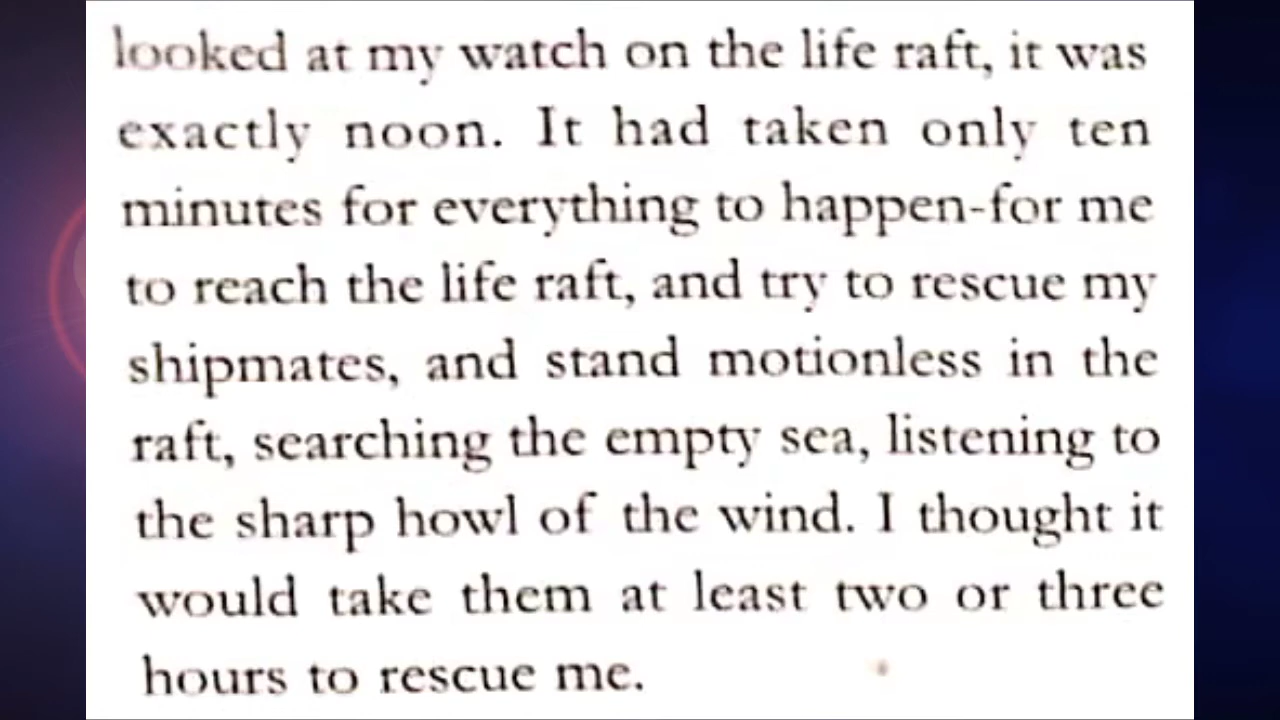 looked at my watch on the life raft, it was
exactly noon. It had taken only ten
minutes for everything to happen-for me
to reach the life raft, and try to rescue my
shipmates, and stand motionless in the
raft, searching the empty sea, listening to
the sharp howl of the wind. I thought it
would take them at least two or three
hours to rescue me.